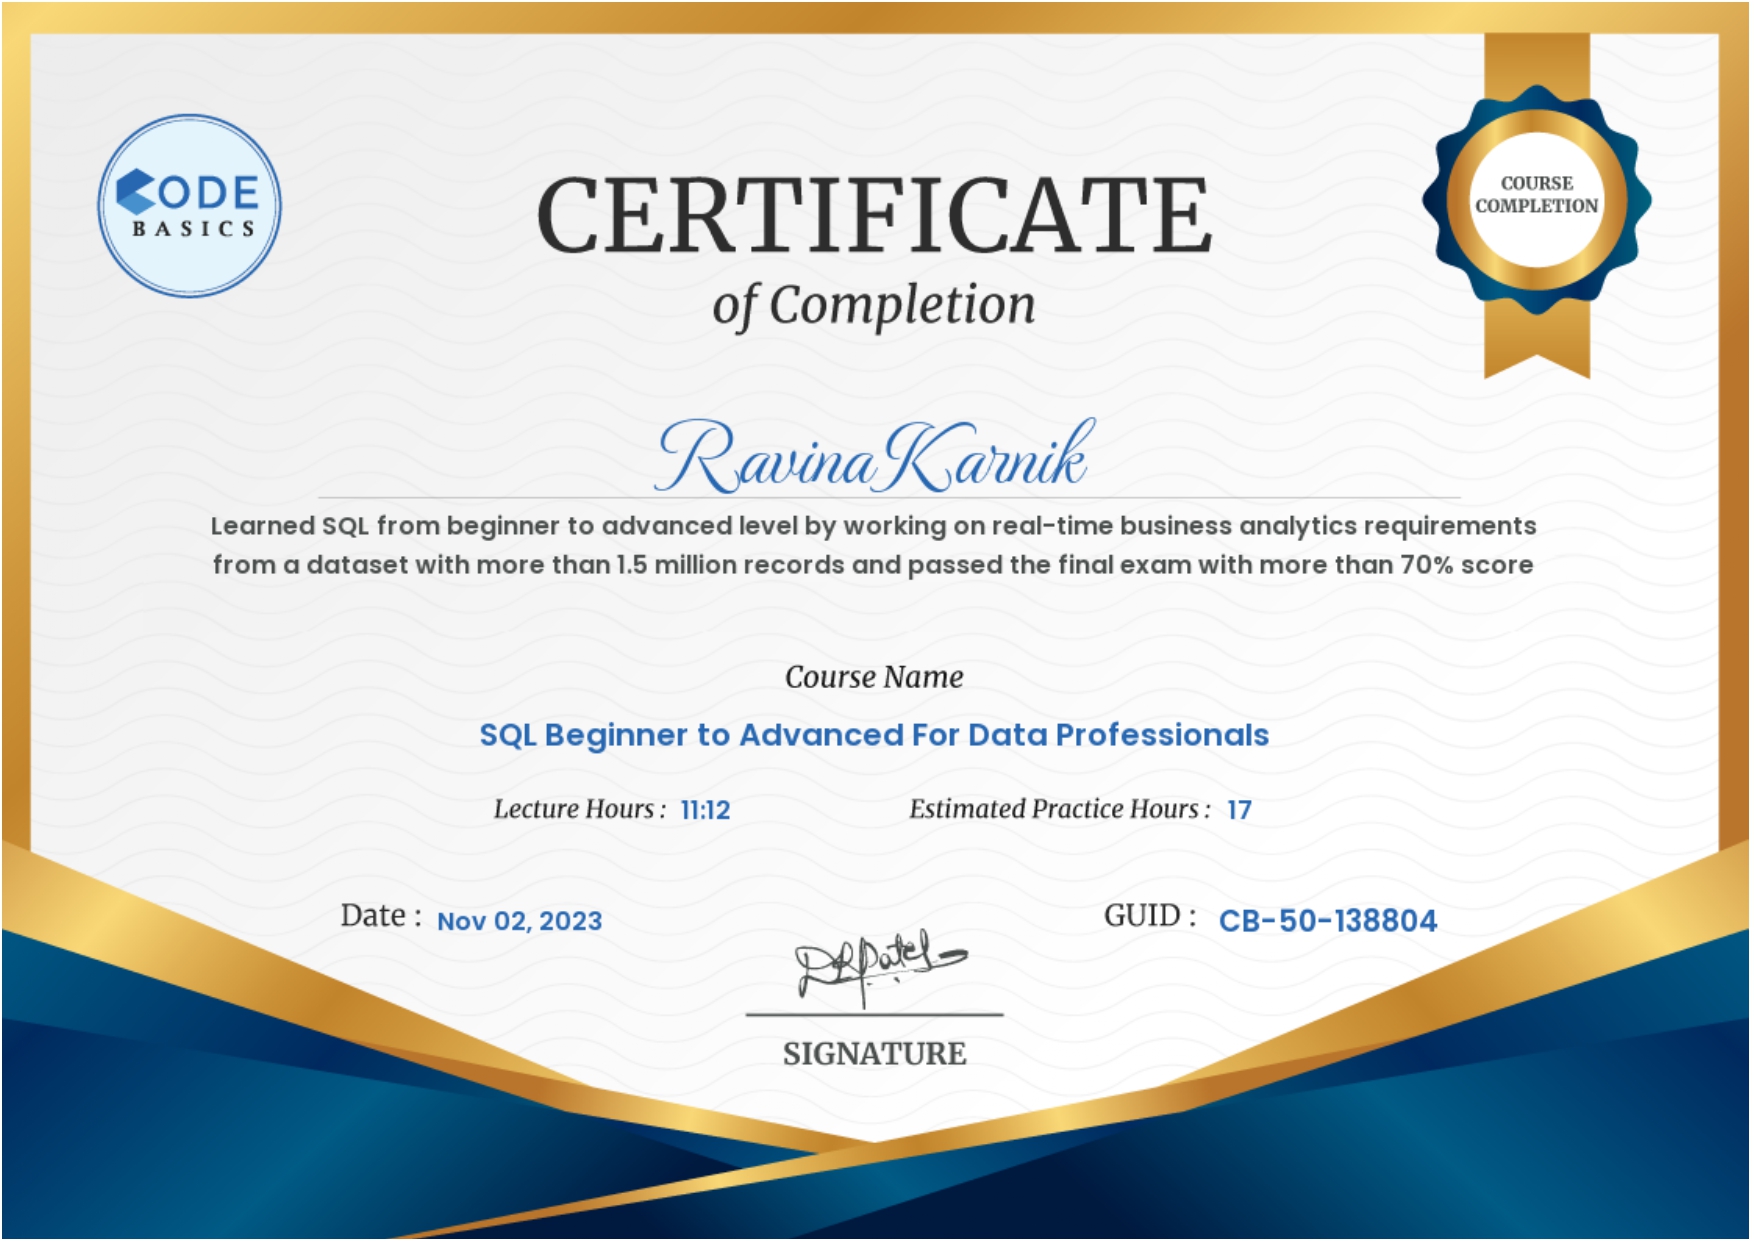 CODE
BASICS
COURSE
COMPLETION
CERTIFICATE
of Completion
Ravina Karnik
Learned SQL from beginner to advanced level by working on real-time business analytics requirements
from a dataset with more than 1.5 million records and passed the final exam with more than 70% score
Course Name
SQL Beginner to Advanced For Data Professionals
Lecture Hours : 11:12 Estimated Practice Hours : 17
Date : Nov 02, 2023 GUID : CB-50-138804
SIGNATURE